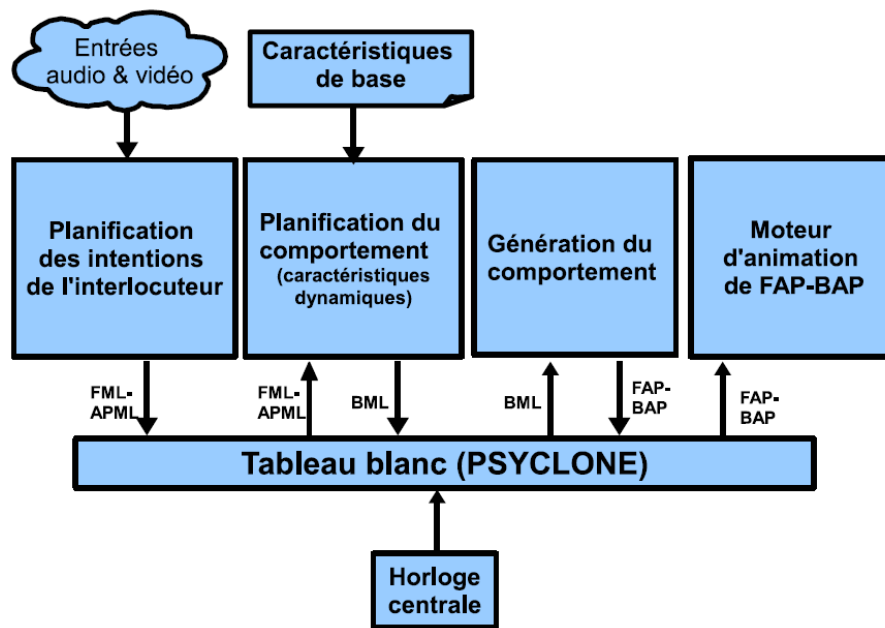 Entrées
audio & vidéo
Caractéristiques
de base
Planification
des intentions
de l'interlocuteur
Planification du
comportement
(caractéristiques
dynamiques)
Génération du
comportement
Moteur
d'animation
de FAP-BAP
FML-
APML
FML-
APML
BML
BML
FAP-
BAP
FAP-
BAP
Tableau blanc (PSYCLONE)
Horloge
centrale